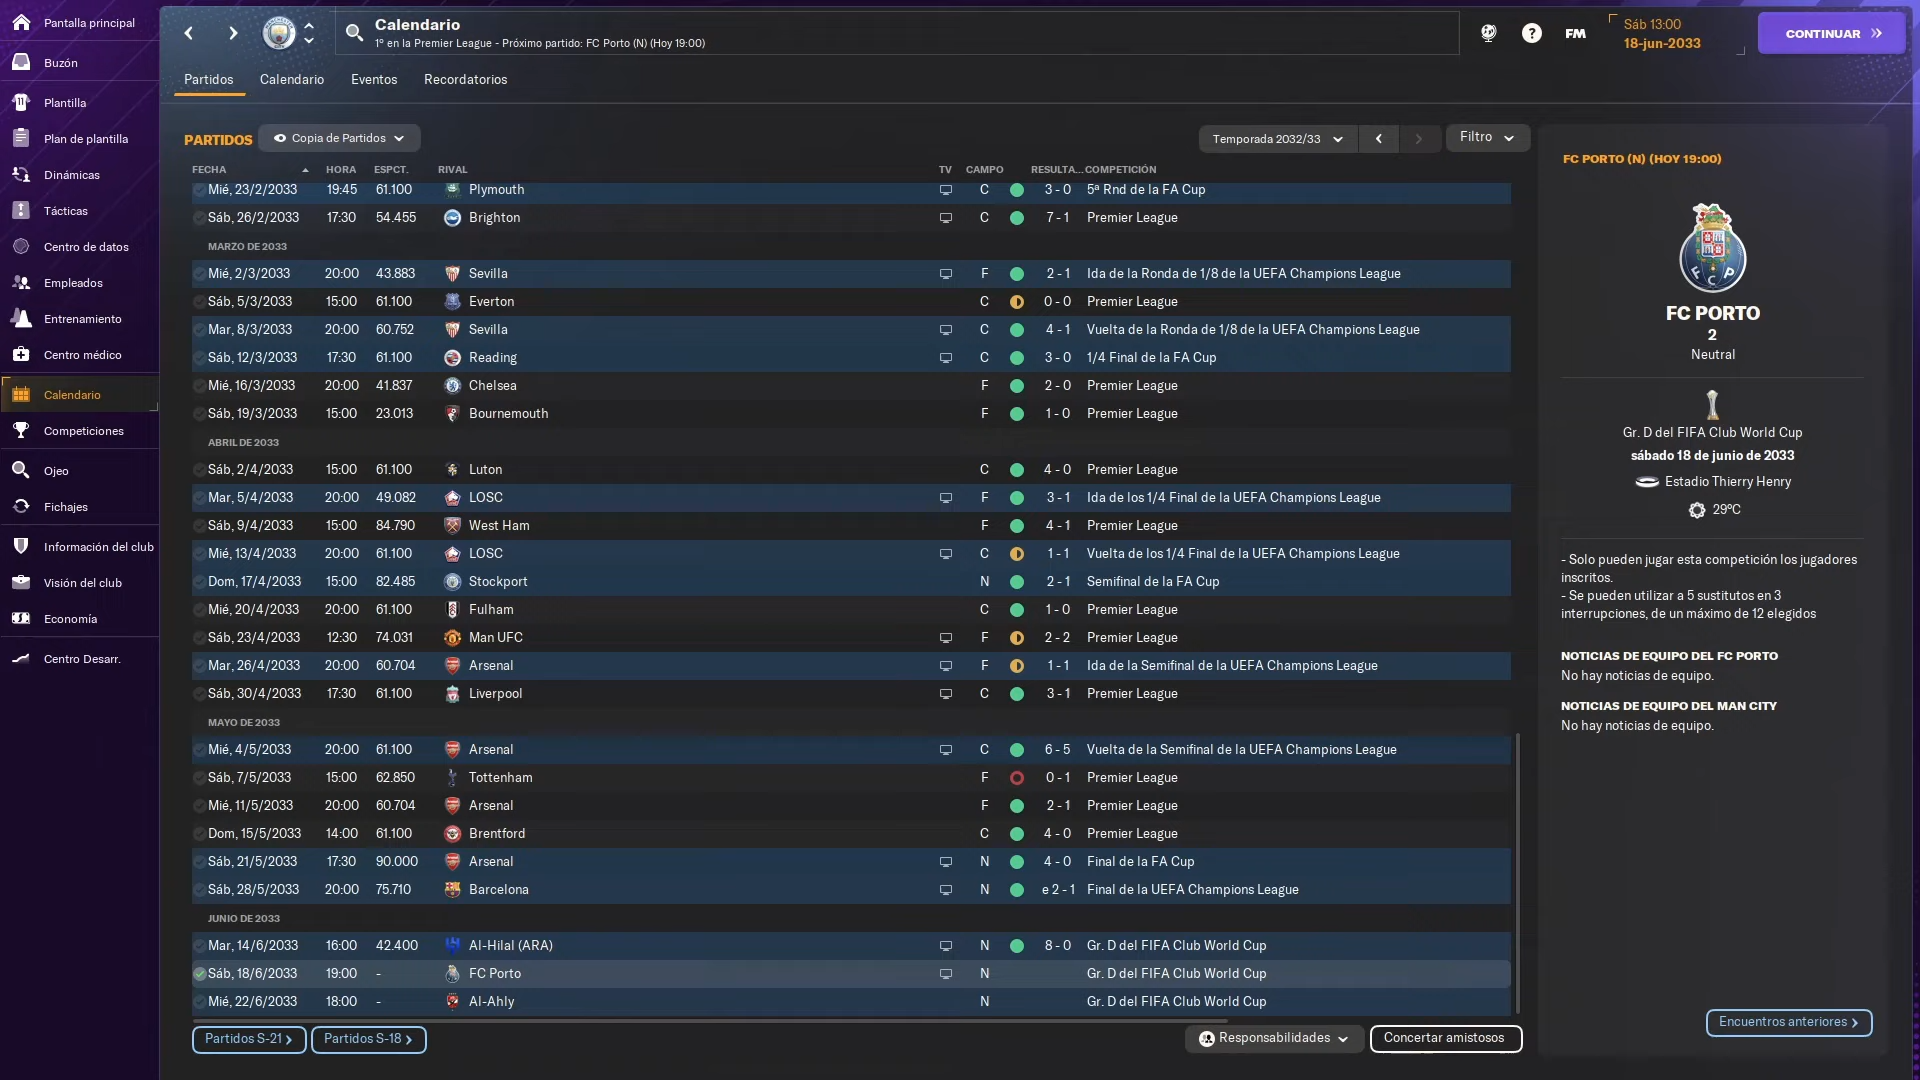 Pantalla principal
Buzón
Plantilla
Plan de plantilla
Dinámicas
Tácticas
Centro de datos
Empleados
Entrenamiento
Centro médico
Calendario
Competiciones
Ojeo
Fichajes
Información del club
Visión del club
Economía
Centro Desarr.
Calendario
1º en la Premier League - Próximo partido: FC Porto (N) (Hoy 19:00)
FM
Sáb 13:00
18-jun-2033
CONTINUAR
Partidos Calendario Eventos Recordatorios
PARTIDOS Copia de Partidos Temporada 2032/33 Filtro
FECHA HORA ESPCT. RIVAL TV CAMPO RESULTA... COMPETICIÓN
Mié, 23/2/2033 19:45 61.100 Plymouth C 3 - 0 5ª Rnd de la FA Cup
Sáb, 26/2/2033 17:30 54.455 Brighton C 7 - 1 Premier League
MARZO DE 2033
Mié, 2/3/2033 20:00 43.883 Sevilla F 2 - 1 Ida de la Ronda de 1/8 de la UEFA Champions League
Sáb, 5/3/2033 15:00 61.100 Everton C 0 - 0 Premier League
Mar, 8/3/2033 20:00 60.752 Sevilla C 4 - 1 Vuelta de la Ronda de 1/8 de la UEFA Champions League
Sáb, 12/3/2033 17:30 61.100 Reading C 3 - 0 1/4 Final de la FA Cup
Mié, 16/3/2033 20:00 41.837 Chelsea F 2 - 0 Premier League
Sáb, 19/3/2033 15:00 23.013 Bournemouth F 1 - 0 Premier League
ABRIL DE 2033
Sáb, 2/4/2033 15:00 61.100 Luton C 4 - 0 Premier League
Mar, 5/4/2033 20:00 49.082 LOSC F 3 - 1 Ida de los 1/4 Final de la UEFA Champions League
Sáb, 9/4/2033 15:00 84.790 West Ham F 4 - 1 Premier League
Mié, 13/4/2033 20:00 61.100 LOSC C 1 - 1 Vuelta de los 1/4 Final de la UEFA Champions League
Dom, 17/4/2033 15:00 82.485 Stockport N 2 - 1 Semifinal de la FA Cup
Mié, 20/4/2033 20:00 61.100 Fulham C 1 - 0 Premier League
Sáb, 23/4/2033 12:30 74.031 Man UFC F 2 - 2 Premier League
Mar, 26/4/2033 20:00 60.704 Arsenal F 1 - 1 Ida de la Semifinal de la UEFA Champions League
Sáb, 30/4/2033 17:30 61.100 Liverpool C 3 - 1 Premier League
MAYO DE 2033
Mié, 4/5/2033 20:00 61.100 Arsenal C 6 - 5 Vuelta de la Semifinal de la UEFA Champions League
Sáb, 7/5/2033 15:00 62.850 Tottenham F 0 - 1 Premier League
Mié, 11/5/2033 20:00 60.704 Arsenal F 2 - 1 Premier League
Dom, 15/5/2033 14:00 61.100 Brentford C 4 - 0 Premier League
Sáb, 21/5/2033 17:30 90.000 Arsenal N 4 - 0 Final de la FA Cup
Sáb, 28/5/2033 20:00 75.710 Barcelona N e 2 - 1 Final de la UEFA Champions League
JUNIO DE 2033
Mar, 14/6/2033 16:00 42.400 Al-Hilal (ARA) N 8 - 0 Gr. D del FIFA Club World Cup
Sáb, 18/6/2033 19:00 - FC Porto N Gr. D del FIFA Club World Cup
Mié, 22/6/2033 18:00 - Al-Ahly N Gr. D del FIFA Club World Cup
Partidos S-21 Partidos S-18 Responsabilidades Concertar amistosos
FC PORTO (N) (HOY 19:00)
FC PORTO
2
Neutral
Gr. D del FIFA Club World Cup
sábado 18 de junio de 2033
Estadio Thierry Henry
29ºC
- Solo pueden jugar esta competición los jugadores
inscritos.
- Se pueden utilizar a 5 sustitutos en 3
interrupciones, de un máximo de 12 elegidos
NOTICIAS DE EQUIPO DEL FC PORTO
No hay noticias de equipo.
NOTICIAS DE EQUIPO DEL MAN CITY
No hay noticias de equipo.
Encuentros anteriores